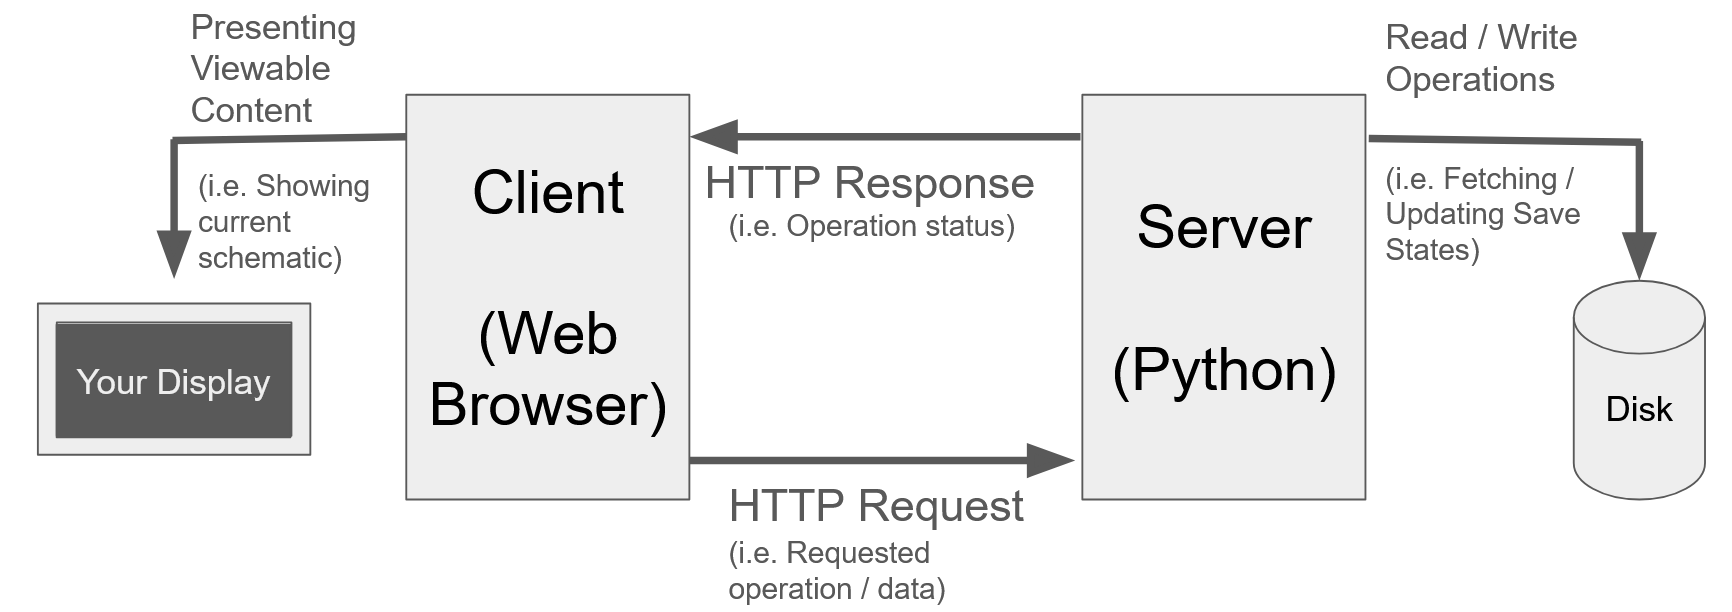 Presenting
Viewable
Content
(i.e. Showing
current
schematic)
Your Display
Client
(Web
Browser)
HTTP Response
(i.e. Operation status)
HTTP Request
(i.e. Requested
operation / data)
Server
(Python)
Read / Write
Operations
(i.e. Fetching /
Updating Save
States)
Disk